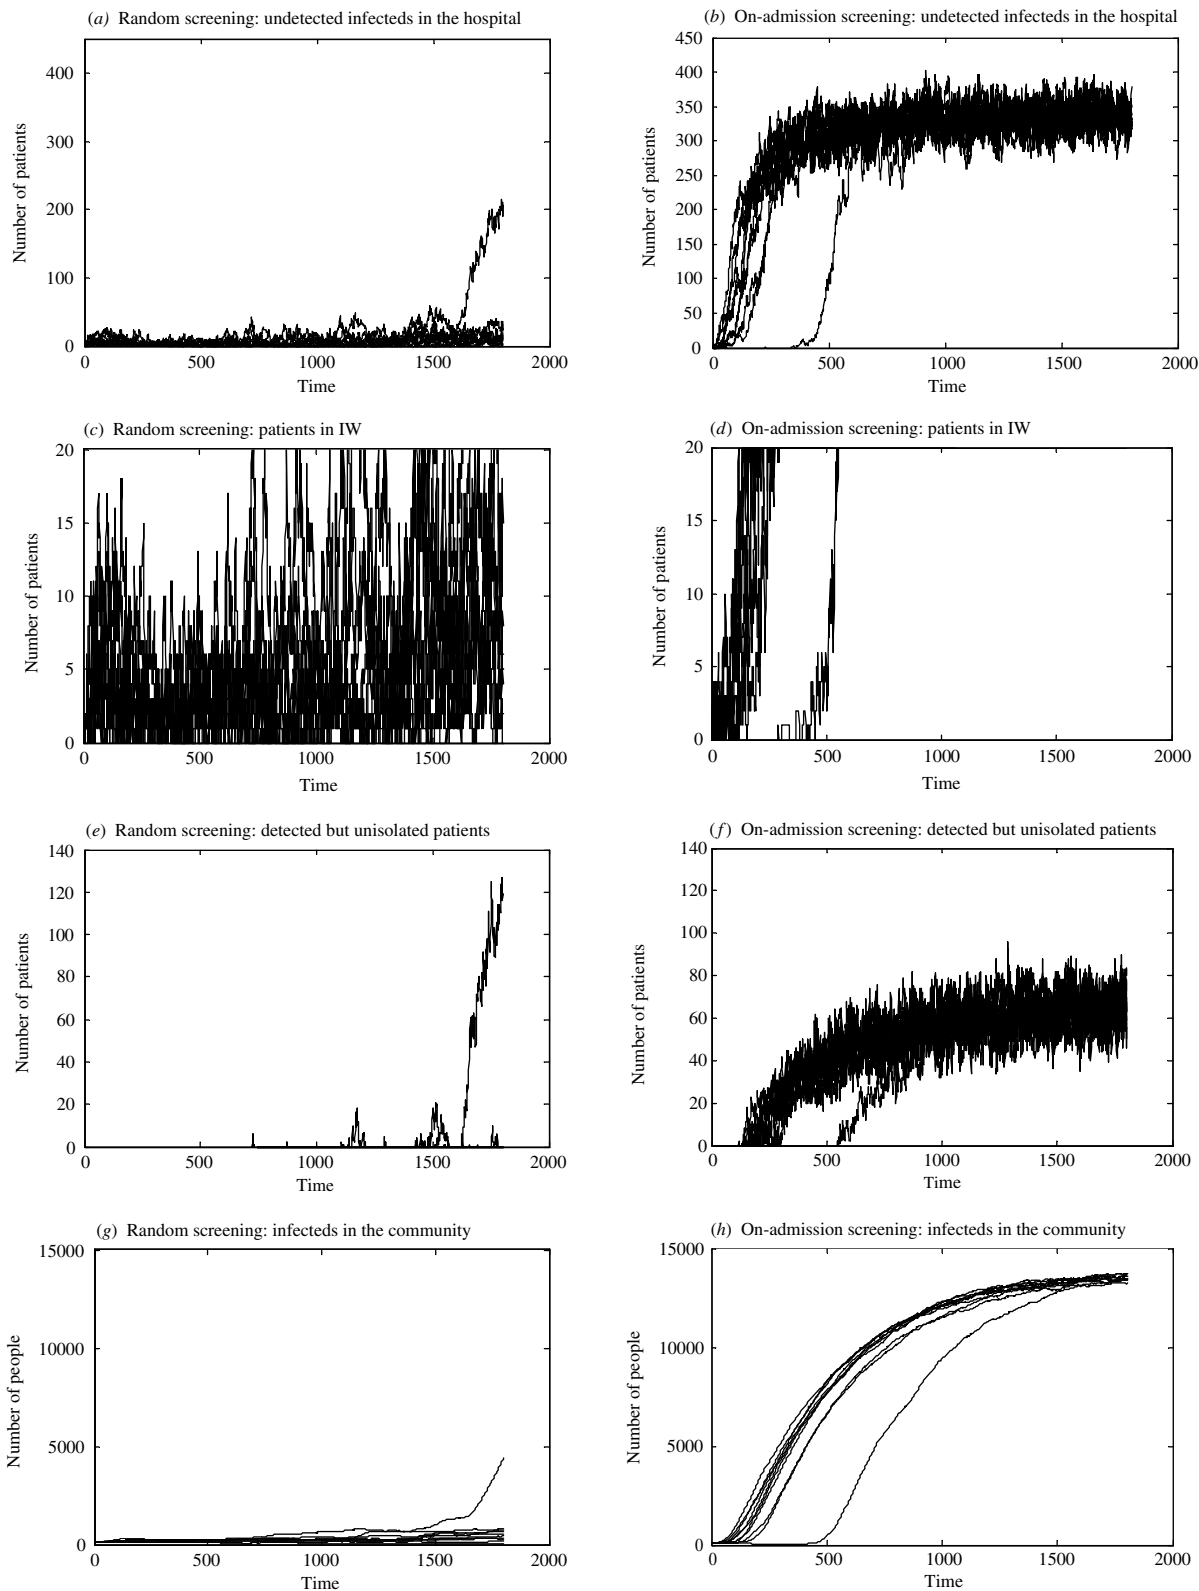 (a) Random screening: undetected infecteds in the hospital
400
300
200
100
0
Number of patients
0 500 1000 1500 2000
Time
(b) On-admission screening: undetected infecteds in the hospital
450
400
350
300
250
200
150
100
50
0
Number of patients
0 500 1000 1500 2000
Time
(c) Random screening: patients in IW
20
15
10
5
0
Number of patients
0 500 1000 1500 2000
Time
(d) On-admission screening: patients in IW
20
15
10
5
0
Number of patients
0 500 1000 1500 2000
Time
(e) Random screening: detected but unisolated patients
140
120
100
80
60
40
20
0
Number of patients
0 500 1000 1500 2000
Time
(f) On-admission screening: detected but unisolated patients
140
120
100
80
60
40
20
0
Number of patients
0 500 1000 1500 2000
Time
(g) Random screening: infecteds in the community
15000
10000
5000
0
Number of people
0 500 1000 1500 2000
Time
(h) On-admission screening: infecteds in the community
15000
10000
5000
0
Number of people
0 500 1000 1500 2000
Time